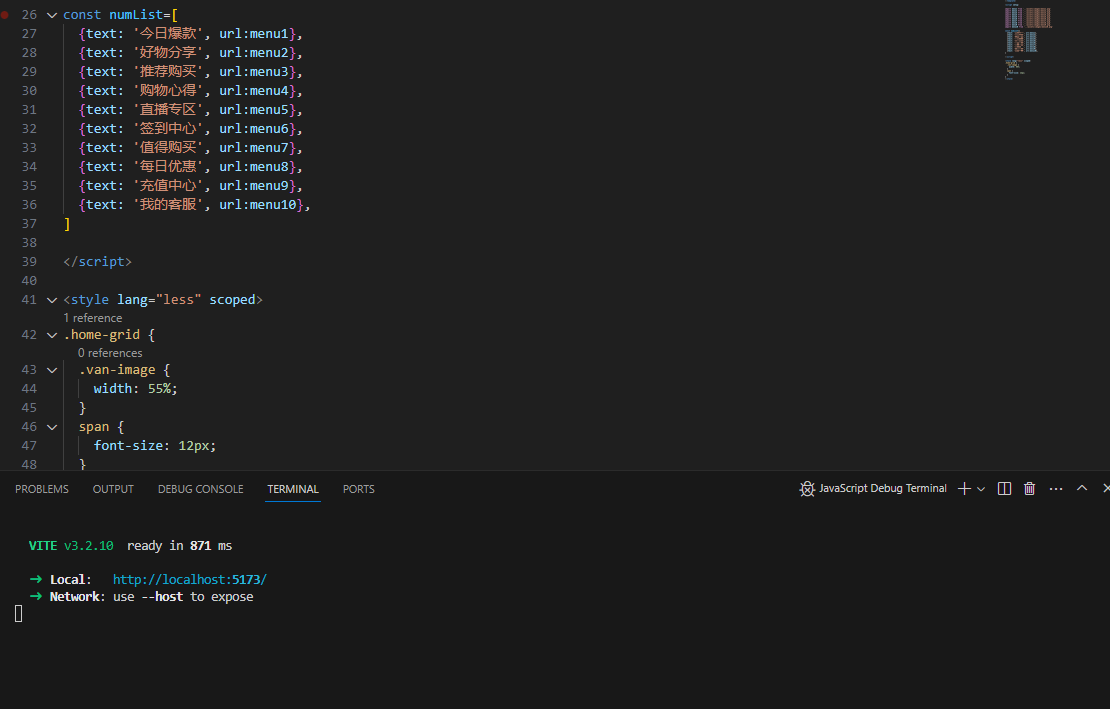 26 const numList=[
27 {text: '今日爆款', url:menu1},
28 {text: '好物分享', url:menu2},
29 {text: '推荐购买', url:menu3},
30 {text: '购物心得', url:menu4},
31 {text: '直播专区', url:menu5},
32 {text: '签到中心', url:menu6},
33 {text: '值得购买', url:menu7},
34 {text: '每日优惠', url:menu8},
35 {text: '充值中心', url:menu9},
36 {text: '我的客服', url:menu10},
37 ]
38
39 </script>
40
41 <style lang="less" scoped>
1 reference
42 .home-grid {
0 references
43 .van-image {
44 width: 55%;
45 }
46 span {
47 font-size: 12px;
48 }
PROBLEMS OUTPUT DEBUG CONSOLE TERMINAL PORTS JavaScript Debug Terminal
VITE v3.2.10 ready in 871 ms
➜ Local: http://localhost:5173/
➜ Network: use --host to expose